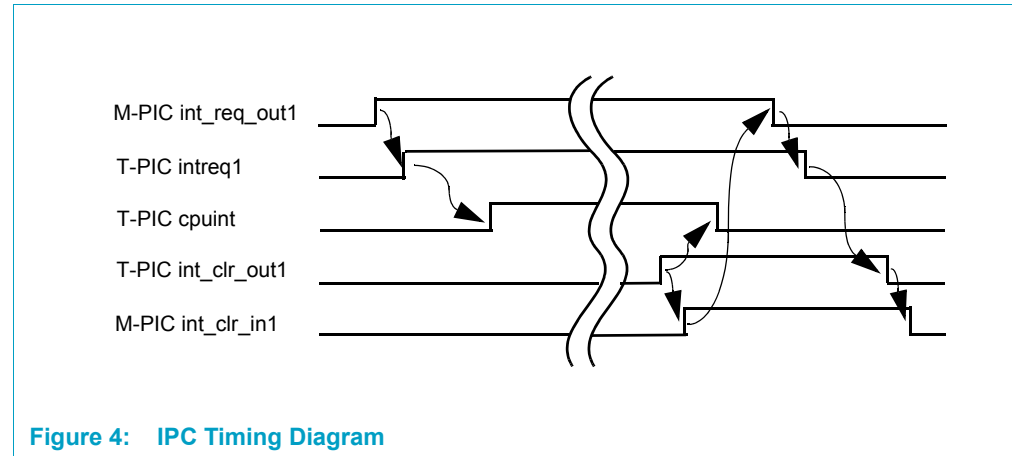 M-PIC int_req_out1
T-PIC intreq1
T-PIC cpuint
T-PIC int_clr_out1
M-PIC int_clr_in1
Figure 4: IPC Timing Diagram